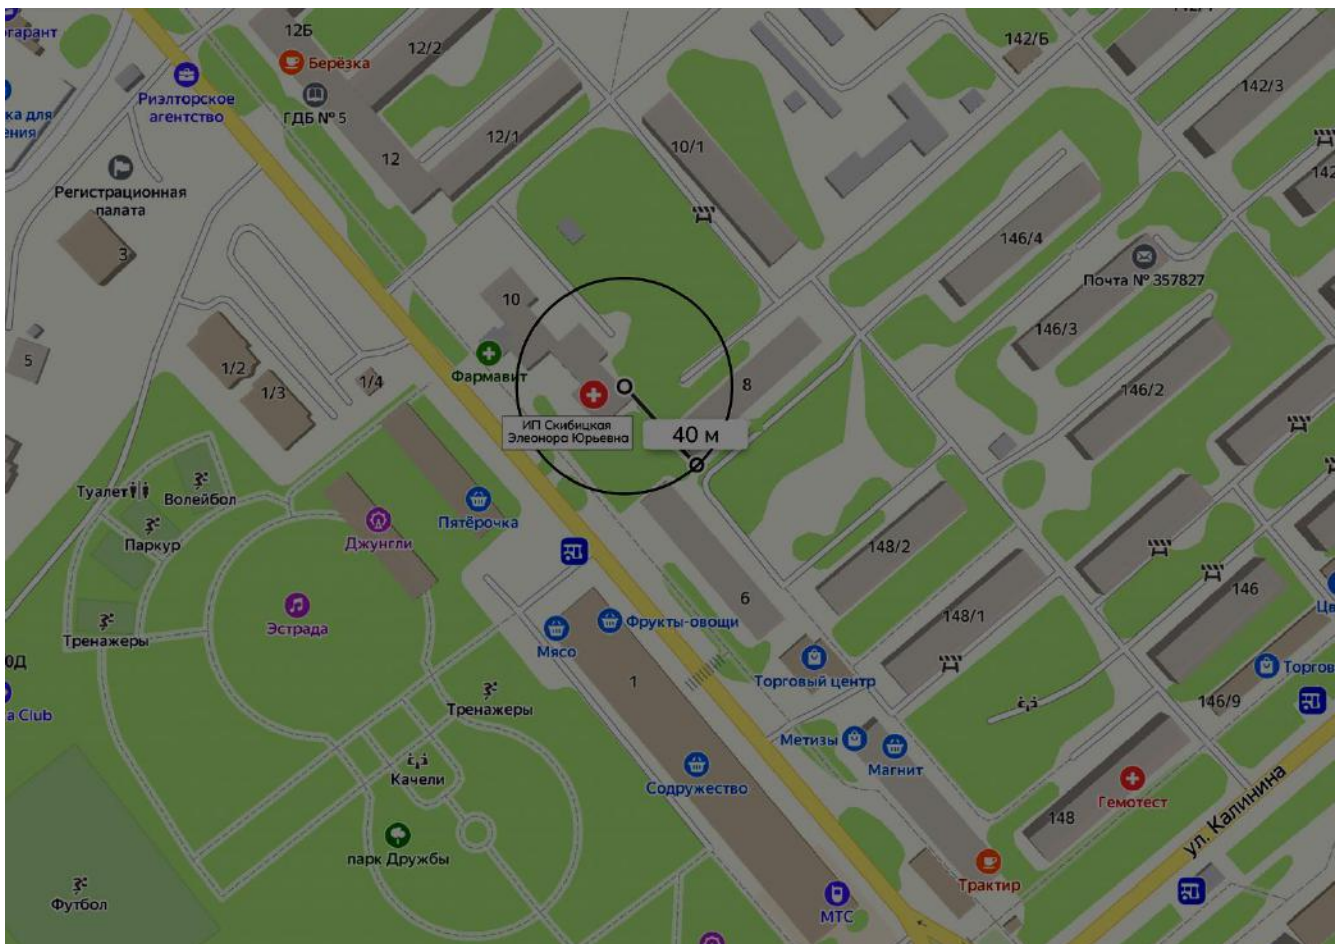 12Б
142/Б
гарант
12/2
Берёзка
Риэлторское
агентство
142/3
ГДБ № 5
ка для
ения
12/1
10/1
12
Регистрационная
палата
142
3
146/4
Почта № 357827
10
146/3
5
1/2
1/3
1/4
Фармавит
8
146/2
ИП Скибицкая
Элеонора Юрьевна
40 м
Туалет
Волейбол
Паркур
Пятёрочка
Джунгли
148/2
6
146
Тренажеры
Эстрада
Мясо
Фрукты-овощи
148/1
Цв
0Д
1
Торговый центр
Торгов
a Club
Тренажеры
146/9
Метизы
Магнит
Качели
Содружество
Гемотест
148
ул. Калинина
парк Дружбы
Трактир
Футбол
МТС